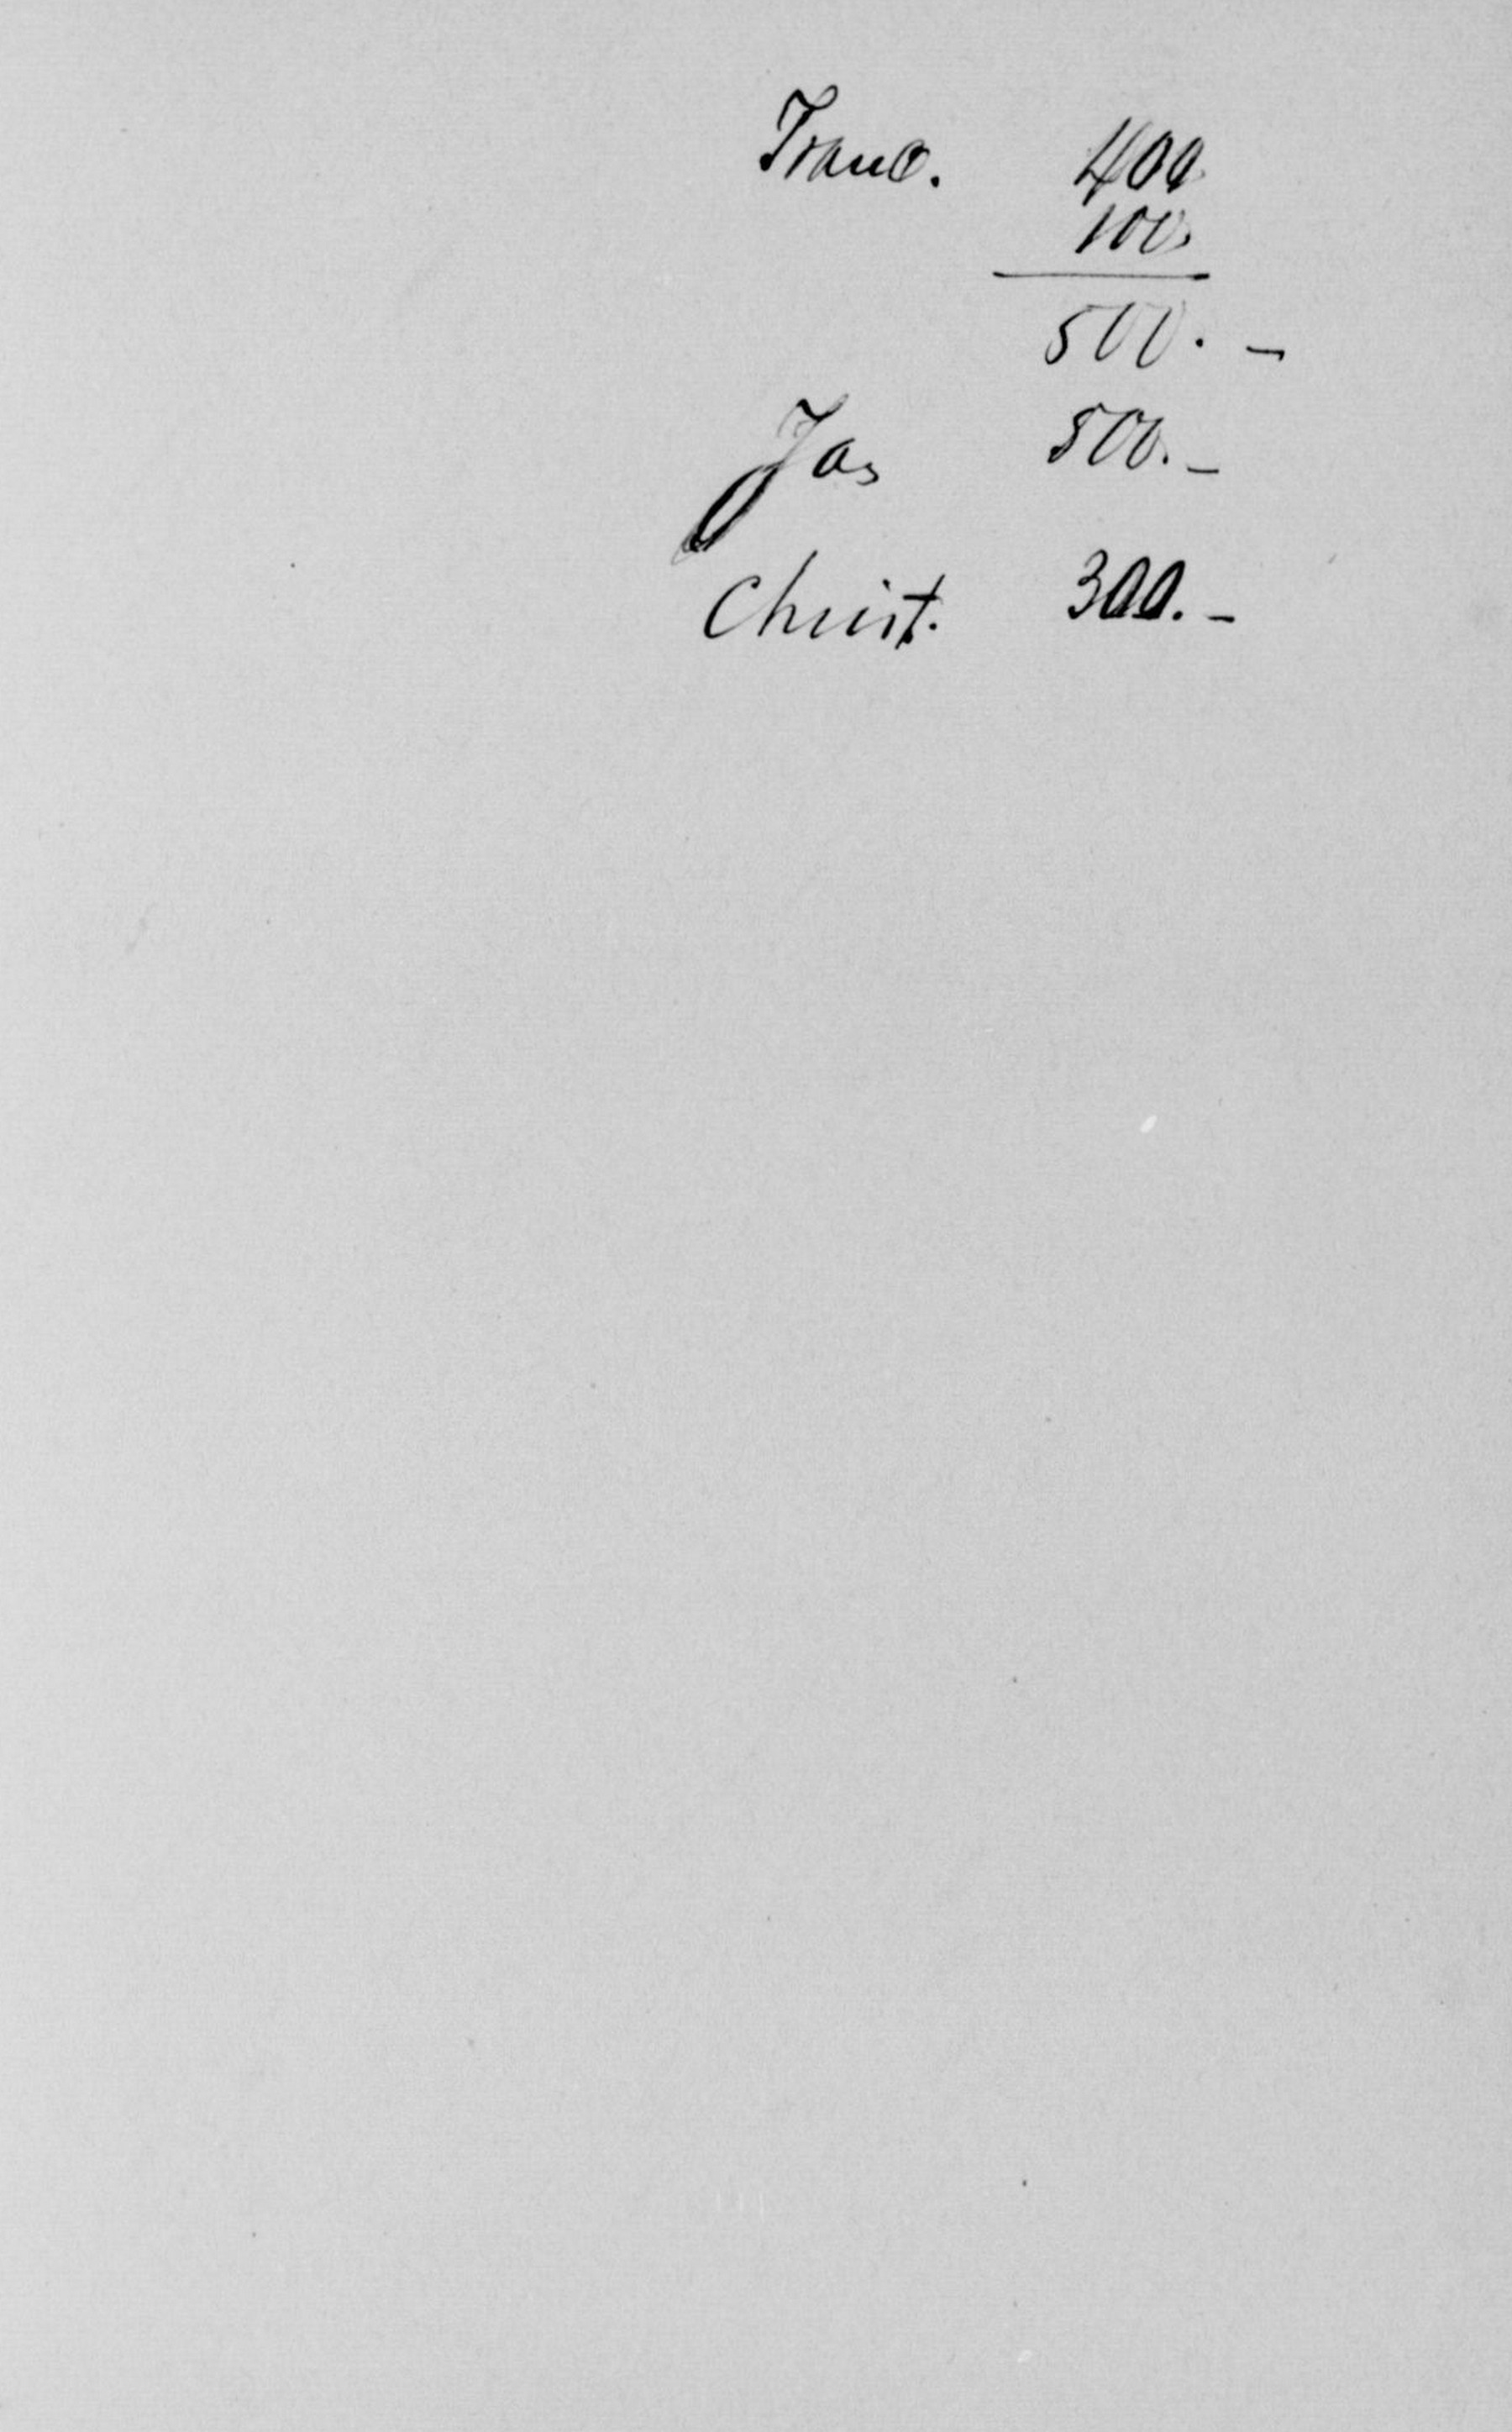 Franc. 400.
100.
500. -
Jas 500. -
Christ. 300. -